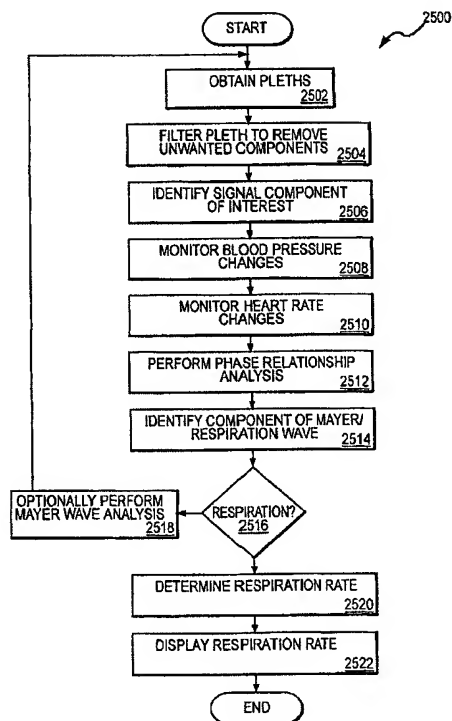 2500
START
OBTAIN PLETHS
2502
FILTER PLETH TO REMOVE
UNWANTED COMPONENTS
2504
IDENTIFY SIGNAL COMPONENT
OF INTEREST
2506
MONITOR BLOOD PRESSURE
CHANGES
2508
MONITOR HEART RATE
CHANGES
2510
PERFORM PHASE RELATIONSHIP
ANALYSIS
2512
IDENTIFY COMPONENT OF MAYER/
RESPIRATION WAVE
2514
RESPIRATION?
2516
OPTIONALLY PERFORM
MAYER WAVE ANALYSIS
2518
DETERMINE RESPIRATION RATE
2520
DISPLAY RESPIRATION RATE
2522
END